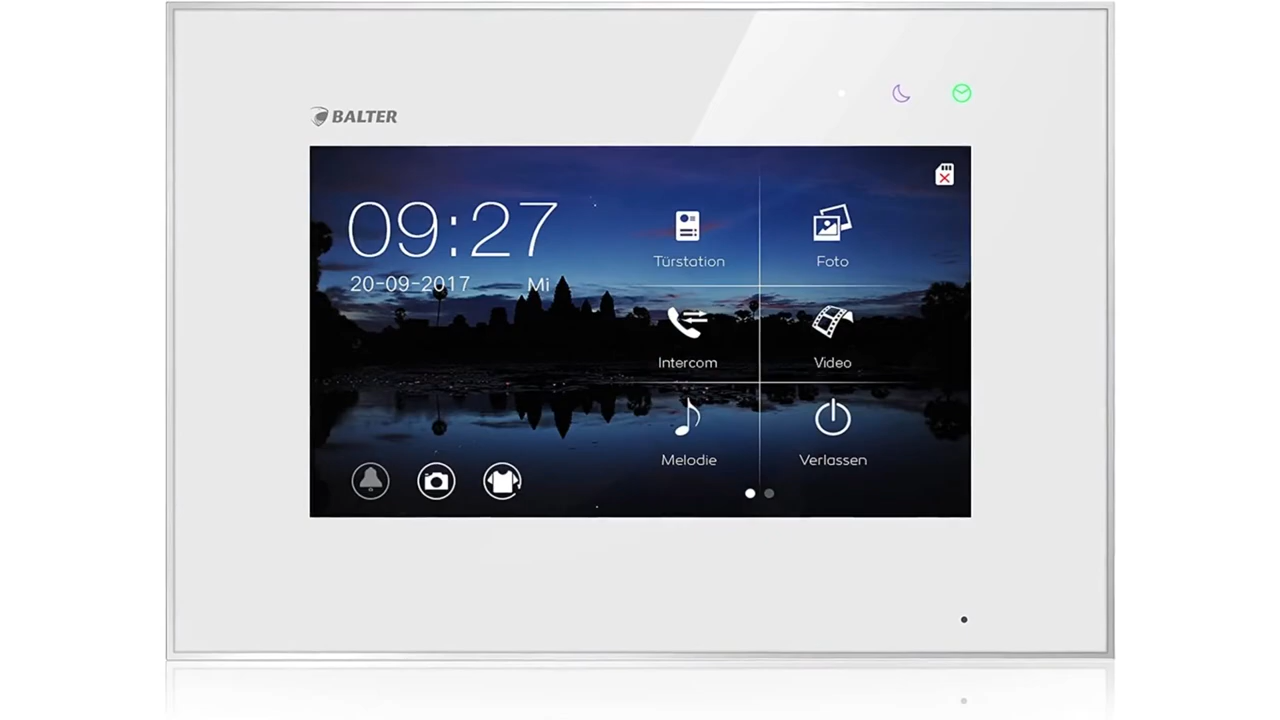 BALTER
09:27
20-09-2017 Mi
Türstation
Foto
Intercom
Video
Melodie
Verlassen